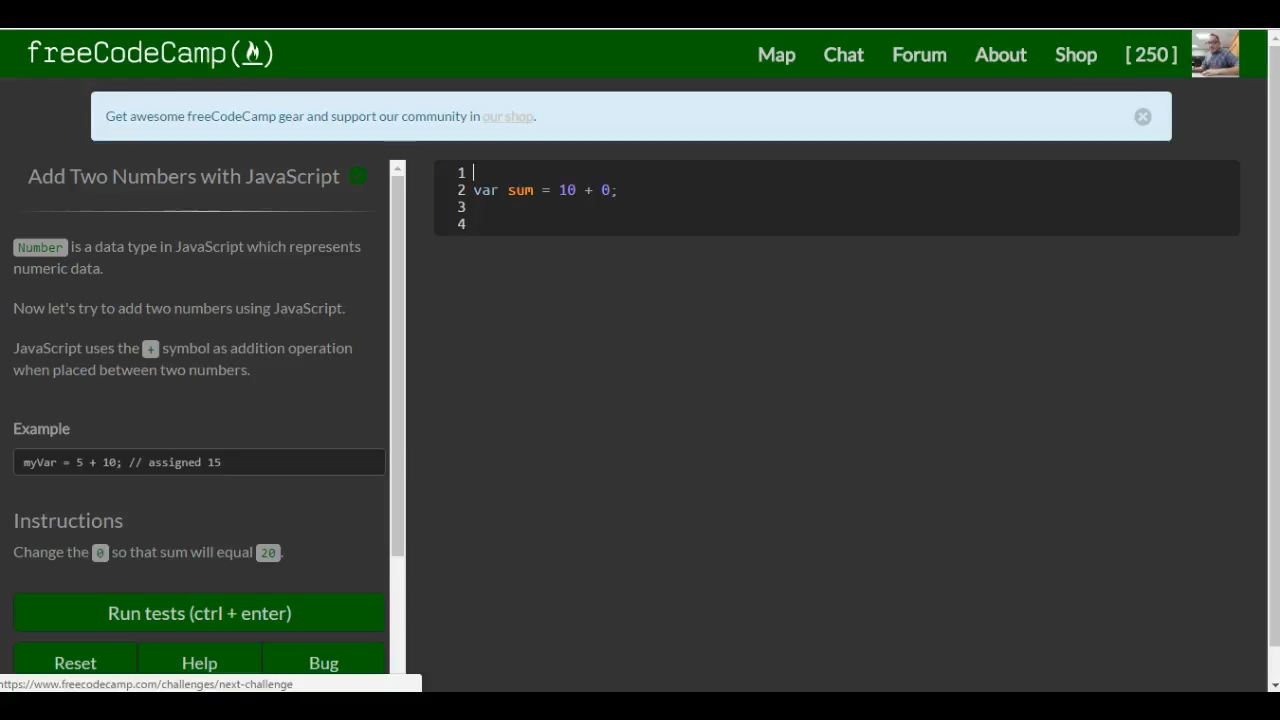 freeCodeCamp(🔥)
Map Chat Forum About Shop [ 250 ]
Get awesome freeCodeCamp gear and support our community in our shop.
Add Two Numbers with JavaScript
Number is a data type in JavaScript which represents
numeric data.
Now let's try to add two numbers using JavaScript.
JavaScript uses the + symbol as addition operation
when placed between two numbers.
Example
myVar = 5 + 10; // assigned 15
Instructions
Change the 0 so that sum will equal 20.
Run tests (ctrl + enter)
Reset Help Bug
https://www.freecodecamp.com/challenges/next-challenge
1
2 var sum = 10 + 0;
3
4